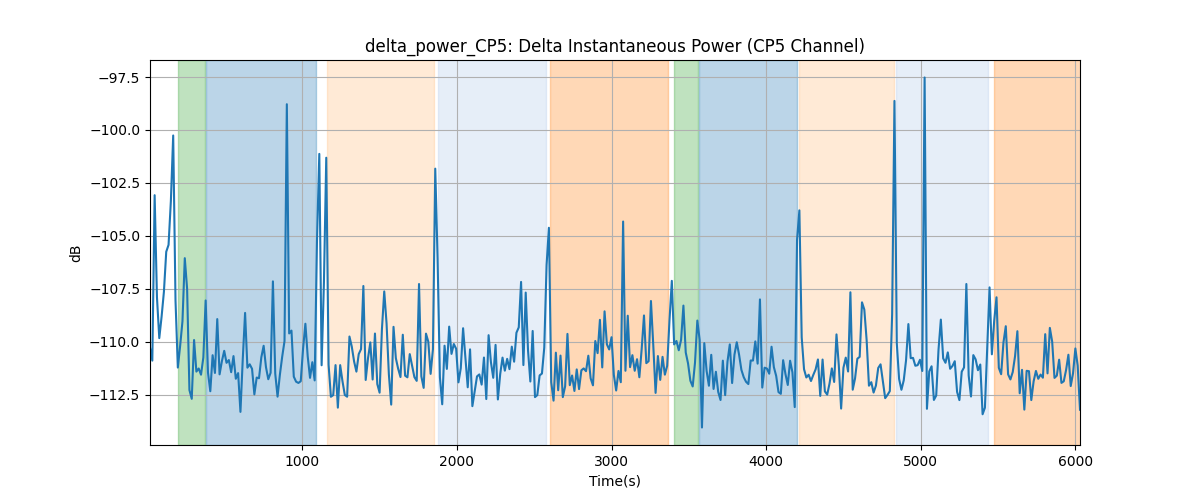 delta_power_CP5: Delta Instantaneous Power (CP5 Channel)
−97.5
−100.0
−102.5
−105.0
−107.5
−110.0
−112.5
dB
1000 2000 3000 4000 5000 6000
Time(s)